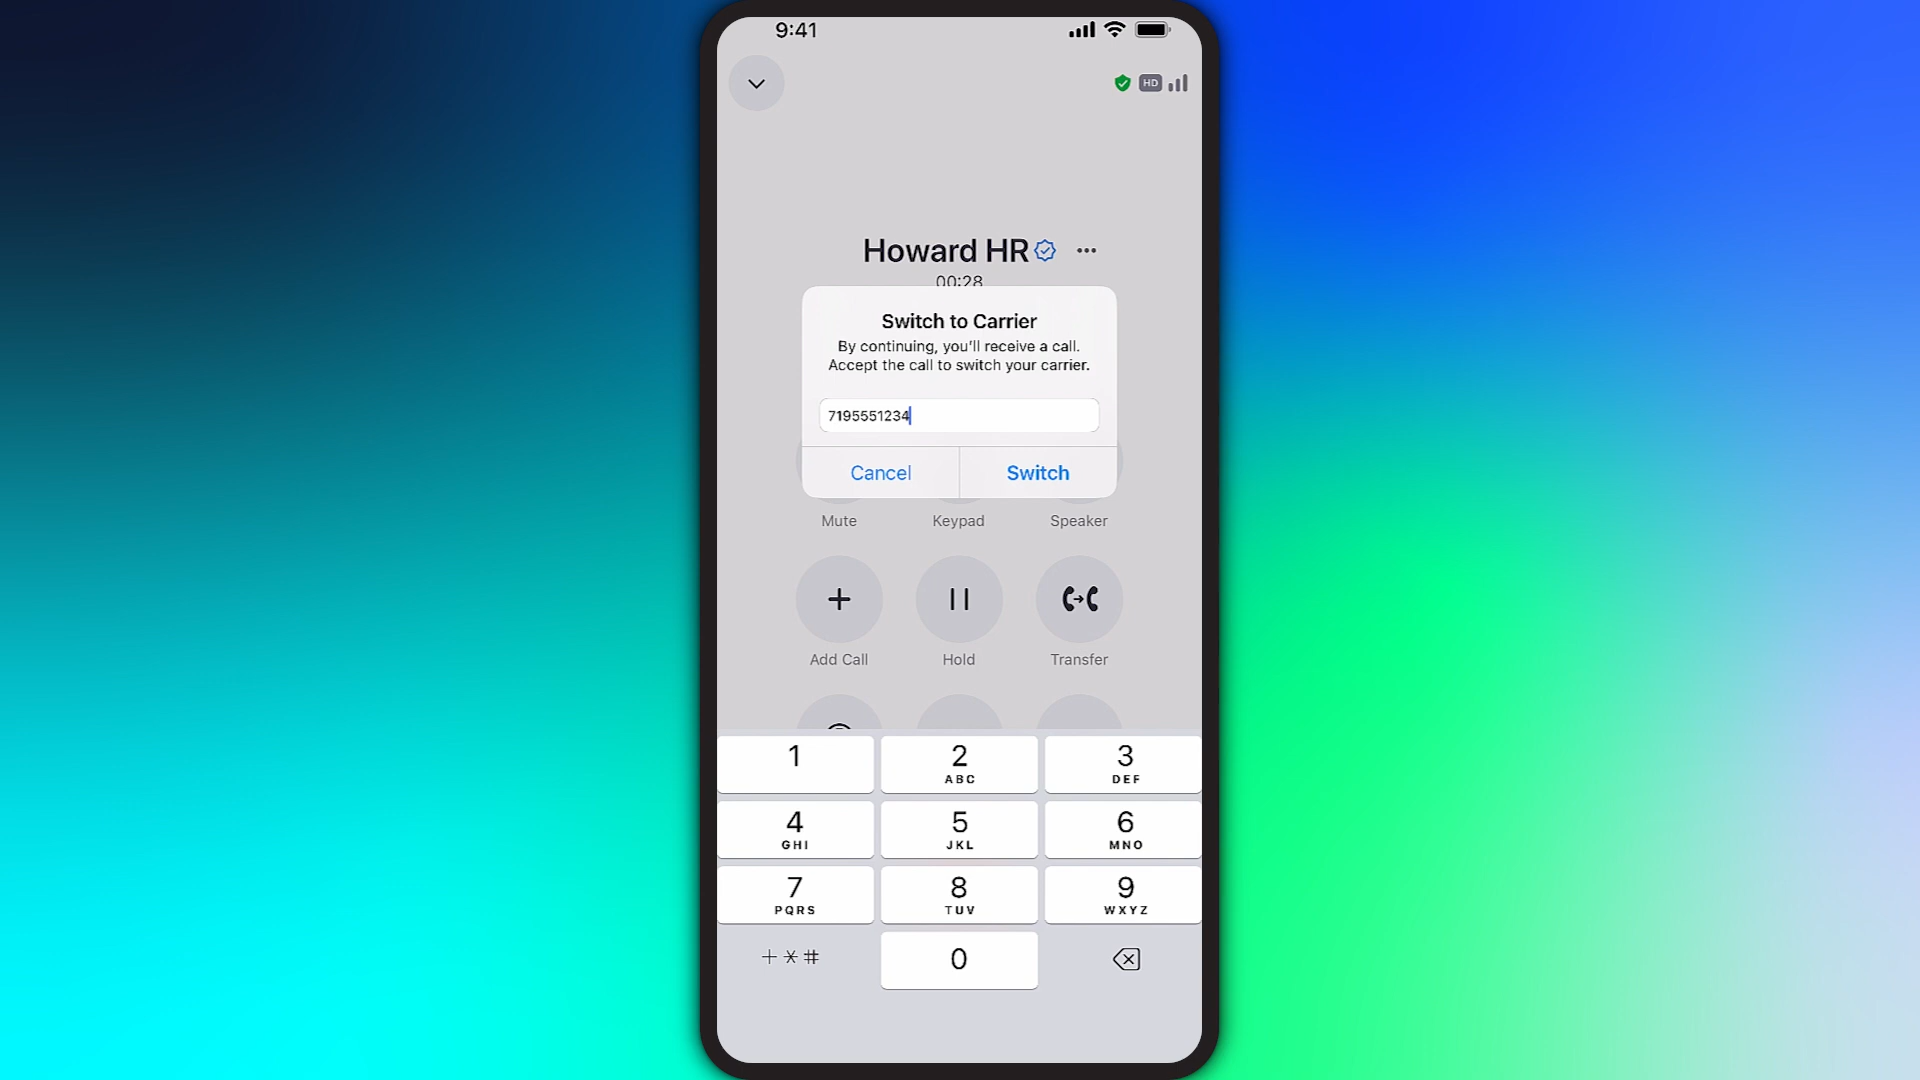 9:41
HD
Howard HR
00:28
Switch to Carrier
By continuing, you'll receive a call.
Accept the call to switch your carrier.
7195551234
Cancel Switch
Mute Keypad Speaker
Add Call Hold Transfer
1 2 3
ABC DEF
4 5 6
GHI JKL MNO
7 8 9
PQRS TUV WXYZ
+*# 0